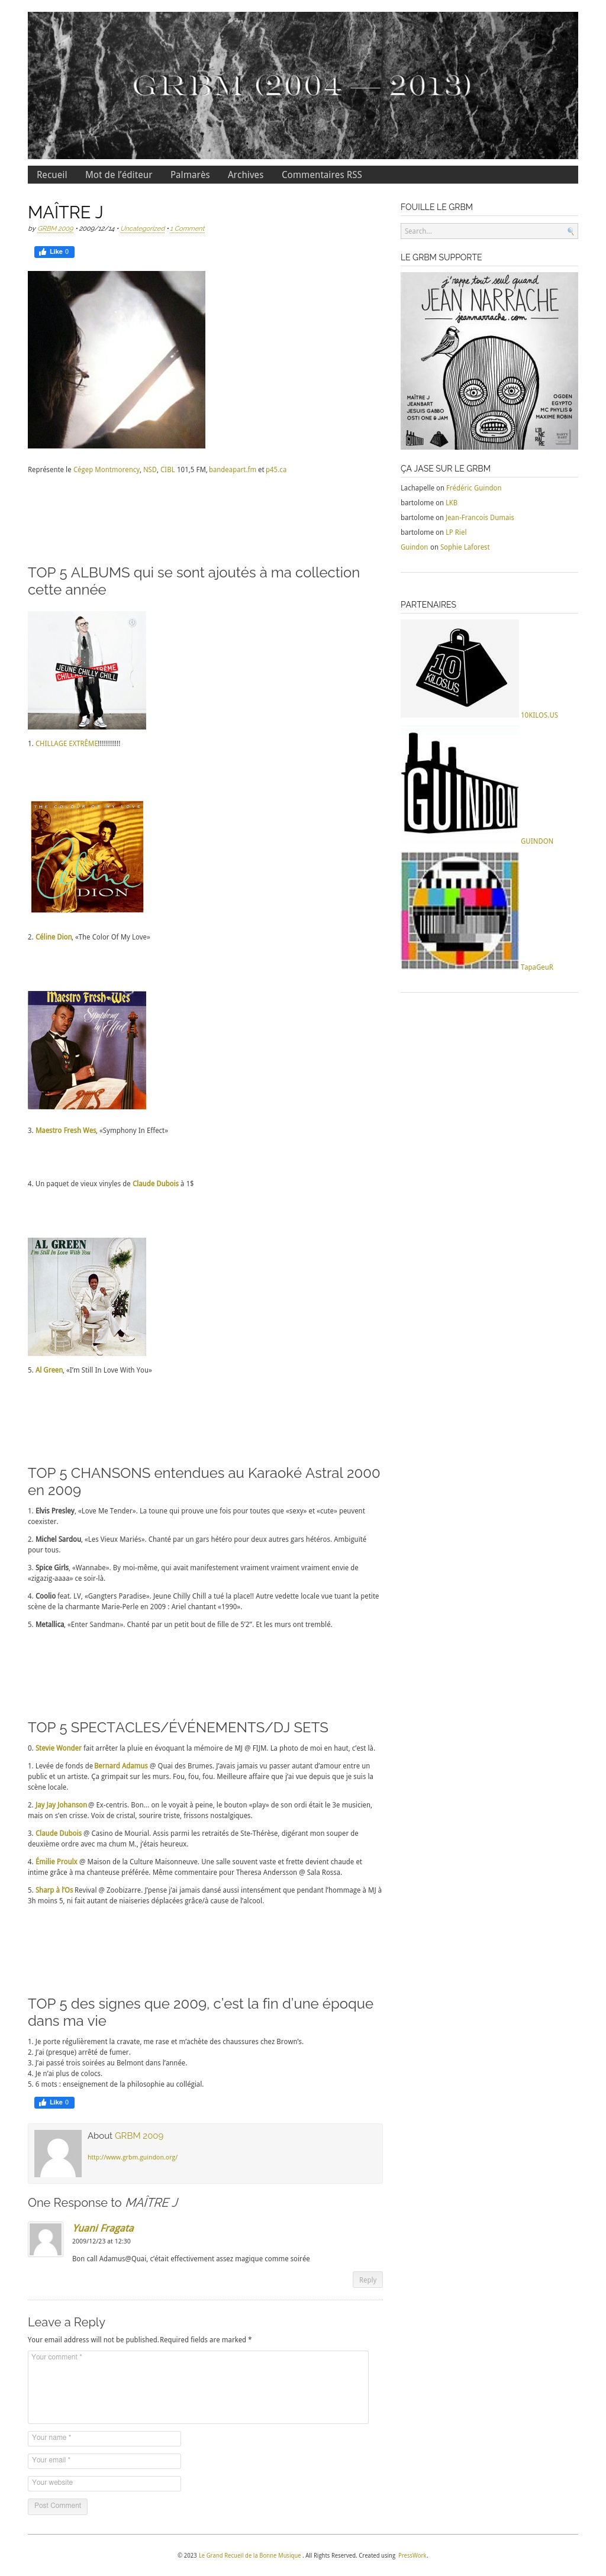 GRBM (2004 — 2013)
Recueil Mot de l'éditeur Palmarès Archives Commentaires RSS
MAÎTRE J
by GRBM 2009 • 2009/12/14 • Uncategorized • 1 Comment
Like 0
Représente le Cégep Montmorency, NSD, CIBL 101,5 FM, bandeapart.fm et p45.ca
TOP 5 ALBUMS qui se sont ajoutés à ma collection
cette année
JEUNE CHILLY CHILL
1. CHILLAGE EXTRÊME!!!!!!!!!!!!
THE COLOUR OF MY LOVE
Céline
DION
2. Céline Dion, «The Color Of My Love»
Maestro Fresh-Wes
Symphony in Effect
3. Maestro Fresh Wes, «Symphony In Effect»
4. Un paquet de vieux vinyles de Claude Dubois à 1$
AL GREEN
I'm Still In Love With You
5. Al Green, «I'm Still In Love With You»
TOP 5 CHANSONS entendues au Karaoké Astral 2000
en 2009
1. Elvis Presley, «Love Me Tender». La toune qui prouve une fois pour toutes que «sexy» et «cute» peuvent
coexister.
2. Michel Sardou, «Les Vieux Mariés». Chanté par un gars hétéro pour deux autres gars hétéros. Ambiguïté
pour tous.
3. Spice Girls, «Wannabe». By moi-même, qui avait manifestement vraiment vraiment vraiment envie de
«zigazig-aaaa» ce soir-là.
4. Coolio feat. LV, «Gangters Paradise». Jeune Chilly Chill a tué la place!! Autre vedette locale vue tuant la petite
scène de la charmante Marie-Perle en 2009 : Ariel chantant «1990».
5. Metallica, «Enter Sandman». Chanté par un petit bout de fille de 5'2". Et les murs ont tremblé.
TOP 5 SPECTACLES/ÉVÉNEMENTS/DJ SETS
0. Stevie Wonder fait arrêter la pluie en évoquant la mémoire de MJ @ FIJM. La photo de moi en haut, c'est là.
1. Levée de fonds de Bernard Adamus @ Quai des Brumes. J'avais jamais vu passer autant d'amour entre un
public et un artiste. Ça grimpait sur les murs. Fou, fou, fou. Meilleure affaire que j'ai vue depuis que je suis la
scène locale.
2. Jay Jay Johanson @ Ex-centris. Bon... on le voyait à peine, le bouton «play» de son ordi était le 3e musicien,
mais on s'en crisse. Voix de cristal, sourire triste, frissons nostalgiques.
3. Claude Dubois @ Casino de Mourial. Assis parmi les retraités de Ste-Thérèse, digérant mon souper de
deuxième ordre avec ma chum M., j'étais heureux.
4. Émilie Proulx @ Maison de la Culture Maisonneuve. Une salle souvent vaste et frette devient chaude et
intime grâce à ma chanteuse préférée. Même commentaire pour Theresa Andersson @ Sala Rossa.
5. Sharp à l'Os Revival @ Zoobizarre. J'pense j'ai jamais dansé aussi intensément que pendant l'hommage à MJ à
3h moins 5, ni fait autant de niaiseries déplacées grâce/à cause de l'alcool.
TOP 5 des signes que 2009, c'est la fin d'une époque
dans ma vie
1. Je porte régulièrement la cravate, me rase et m'achète des chaussures chez Brown's.
2. J'ai (presque) arrêté de fumer.
3. J'ai passé trois soirées au Belmont dans l'année.
4. Je n'ai plus de colocs.
5. 6 mots : enseignement de la philosophie au collégial.
Like 0
About GRBM 2009
http://www.grbm.guindon.org/
One Response to MAÎTRE J
Yuani Fragata
2009/12/23 at 12:30
Bon call Adamus@Quai, c'était effectivement assez magique comme soirée
Reply
Leave a Reply
Your email address will not be published. Required fields are marked *
Your comment *
Your name *
Your email *
Your website
Post Comment
FOUILLE LE GRBM
Search...
LE GRBM SUPPORTE
j'rappe tout seul quand
JEAN NARRACHE
jeannarrache.com
MAÎTRE J
JEANBART
JESUIS GABBO
OSTI ONE & JAM
OGDEN
EGYPTO
MC PHYLIS &
MAXIME ROBIN
ÇA JASE SUR LE GRBM
Lachapelle on Frédéric Guindon
bartolome on LKB
bartolome on Jean-Francois Dumais
bartolome on LP Riel
Guindon on Sophie Laforest
PARTENAIRES
10
KILOS.US
10KILOS.US
GUINDON
GUINDON
TapaGeuR
© 2023 Le Grand Recueil de la Bonne Musique . All Rights Reserved. Created using PressWork.